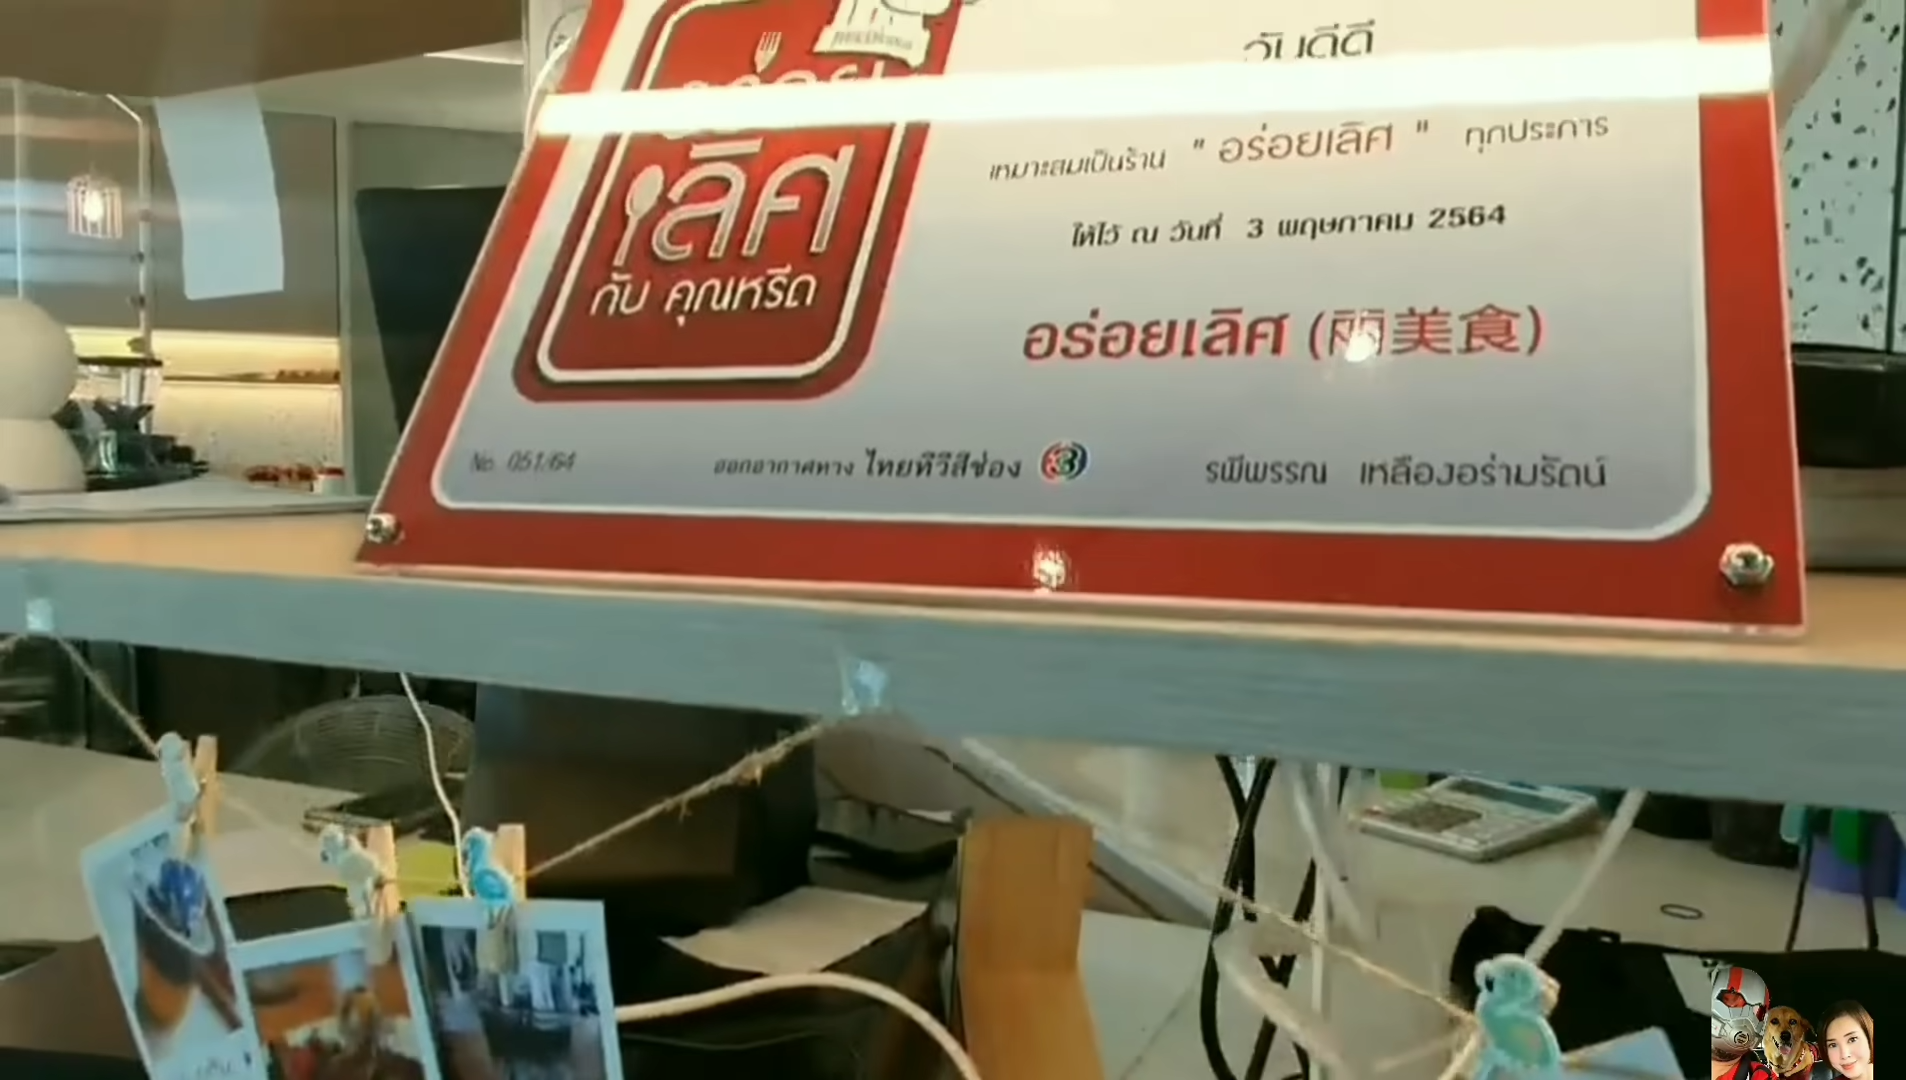 วันดีดี
เหมาะสมเป็นร้าน " อร่อยเลิศ " ทุกประการ
ให้ไว้ ณ วันที่ 3 พฤษภาคม 2564
อร่อยเลิศ (丽美食)
เลิศ
กับ คุณหรีด
No. 051/64
ออกอากาศทาง ไทยทีวีสีช่อง 3
รพีพรรณ เหลืองอร่ามรัตน์